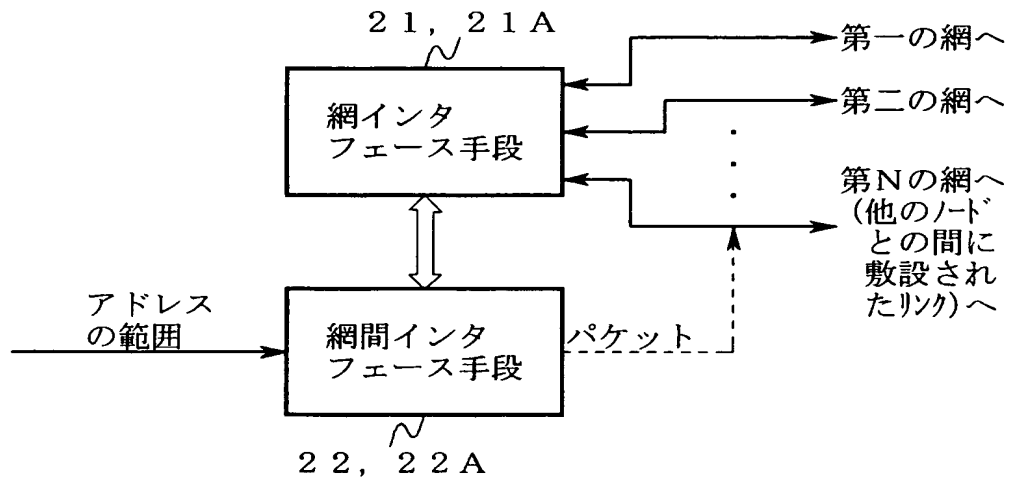 ２１，２１Ａ
第一の網へ
網インタ
フェース手段
第二の網へ
第Ｎの網へ
(他のﾉｰﾄﾞ
との間に
敷設され
たﾘﾝｸ)へ
アドレス
の範囲
網間インタ
フェース手段
パケット
２２，２２Ａ